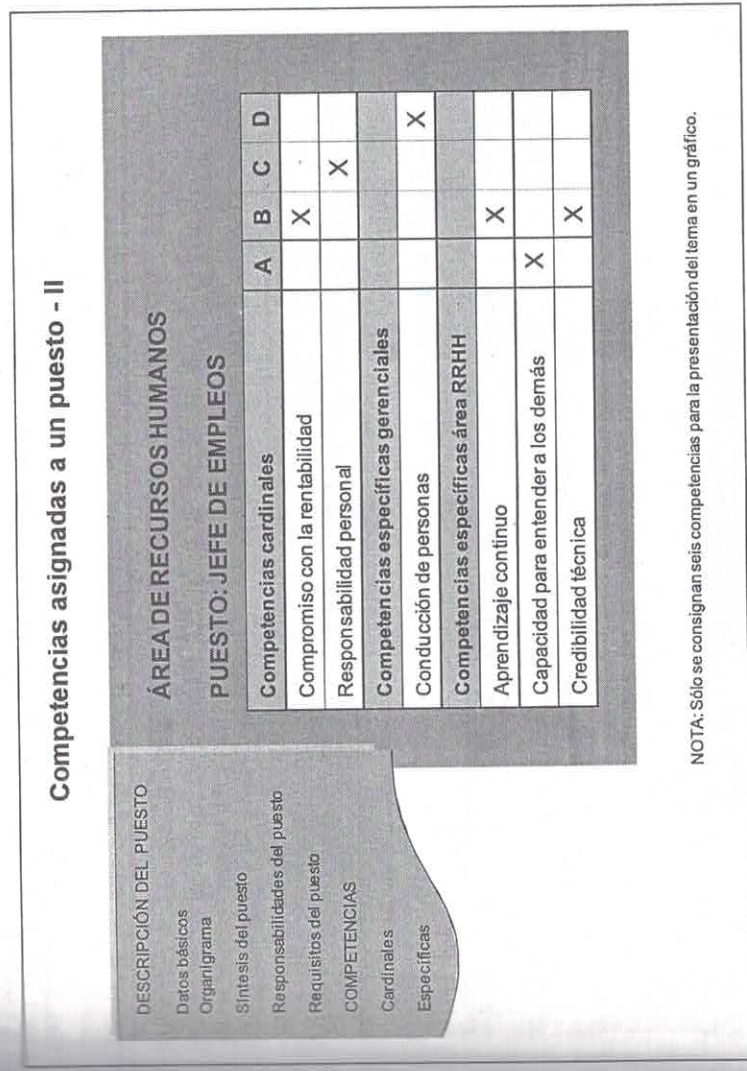 Competencias asignadas a un puesto - II
DESCRIPCIÓN DEL PUESTO
Datos básicos
Organigrama
Síntesis del puesto
Responsabilidades del puesto
Requisitos del puesto
COMPETENCIAS
Cardinales
Específicas
ÁREA DE RECURSOS HUMANOS
PUESTO: JEFE DE EMPLEOS
Competencias cardinales A B C D
Compromiso con la rentabilidad X
Responsabilidad personal X
Competencias específicas gerenciales
Conducción de personas X
Competencias específicas área RRHH
Aprendizaje continuo X
Capacidad para entender a los demás X
Credibilidad técnica X
NOTA: Sólo se consignan seis competencias para la presentación del tema en un gráfico.